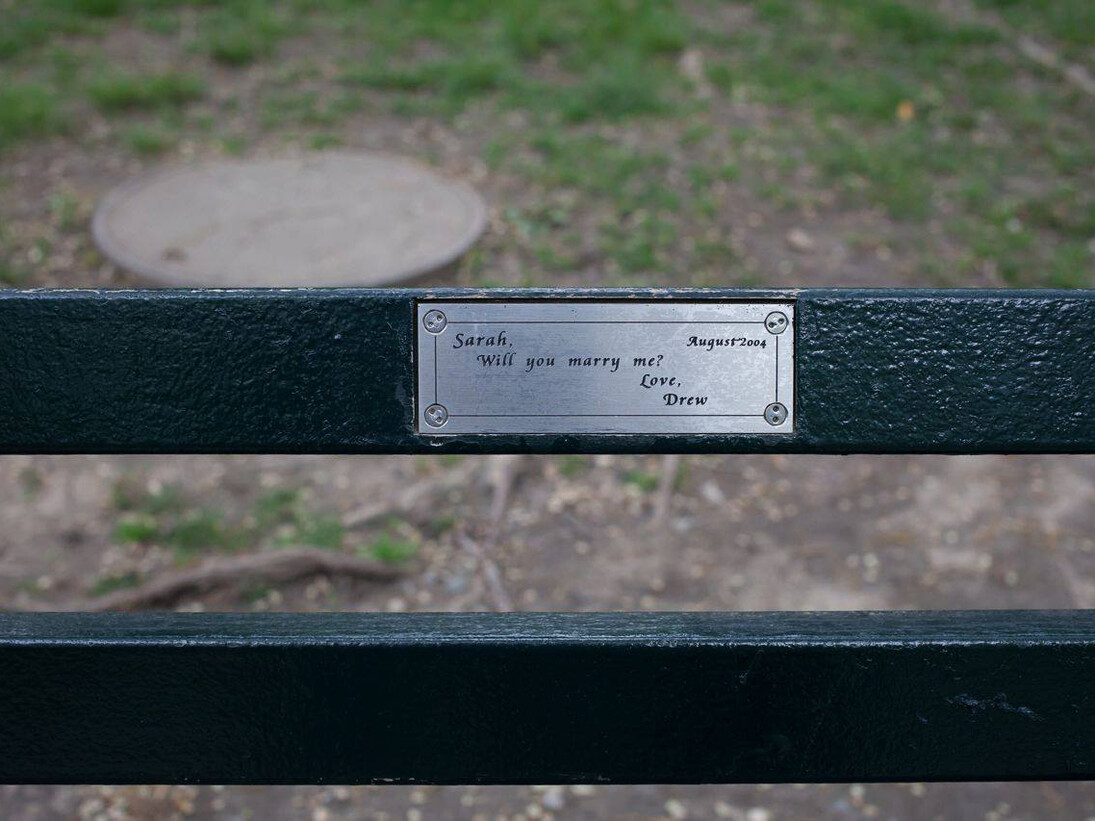 Sarah, August 2004
Will you marry me?
Love,
Drew